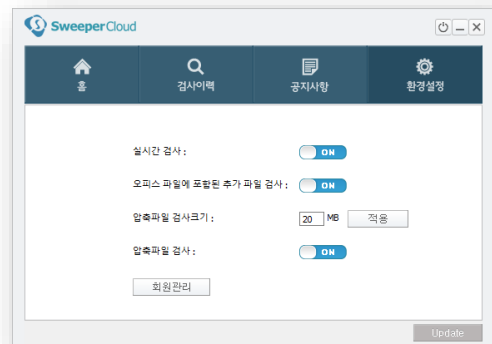 SweeperCloud
홈
검사이력
공지사항
환경설정
실시간 검사 : ON
오피스 파일에 포함된 추가 파일 검사 : ON
압축파일 검사크기 : 20 MB 적용
압축파일 검사 : ON
회원관리
Update